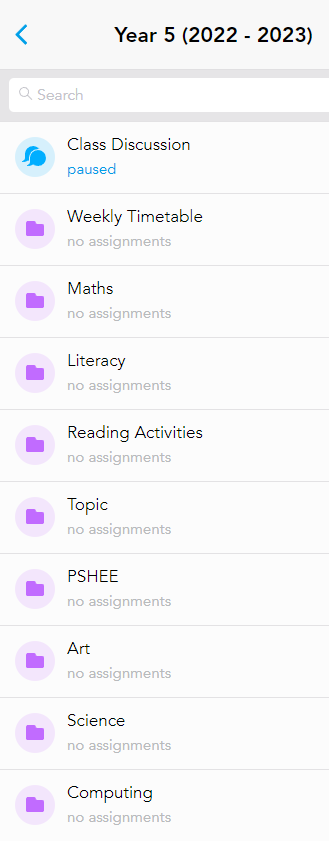 Year 5 (2022 - 2023)
Search
Class Discussion
paused
Weekly Timetable
no assignments
Maths
no assignments
Literacy
no assignments
Reading Activities
no assignments
Topic
no assignments
PSHEE
no assignments
Art
no assignments
Science
no assignments
Computing
no assignments